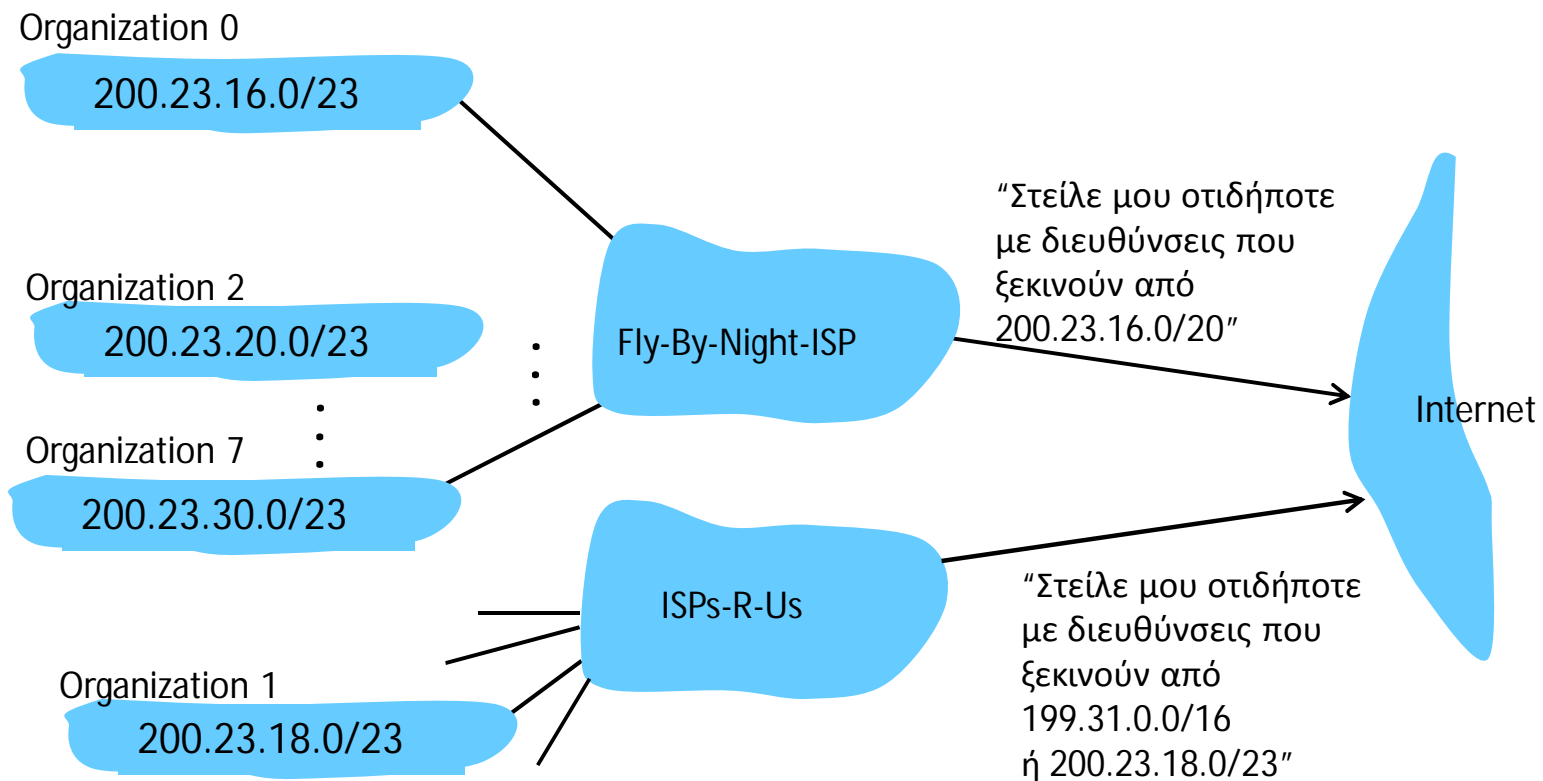 Organization 0
200.23.16.0/23
Organization 2
200.23.20.0/23
Organization 7
200.23.30.0/23
Fly-By-Night-ISP
"Στείλε μου οτιδήποτε
με διευθύνσεις που
ξεκινούν από
200.23.16.0/20"
Internet
ISPs-R-Us
Organization 1
200.23.18.0/23
"Στείλε μου οτιδήποτε
με διευθύνσεις που
ξεκινούν από
199.31.0.0/16
ή 200.23.18.0/23"